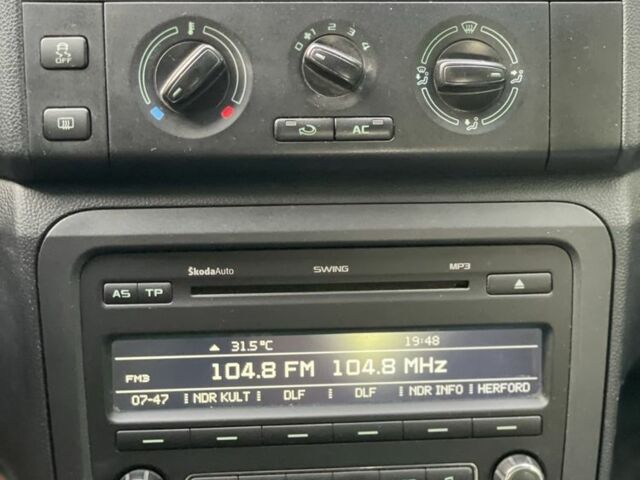 0 1 2 3 4
OFF
AC
ŠkodaAuto SWING MP3
AS TP
31.5°C 19:48
104.8 FM 104.8 MHz
FM3
07-47 NDR KULT DLF DLF NDR INFO HERFORD